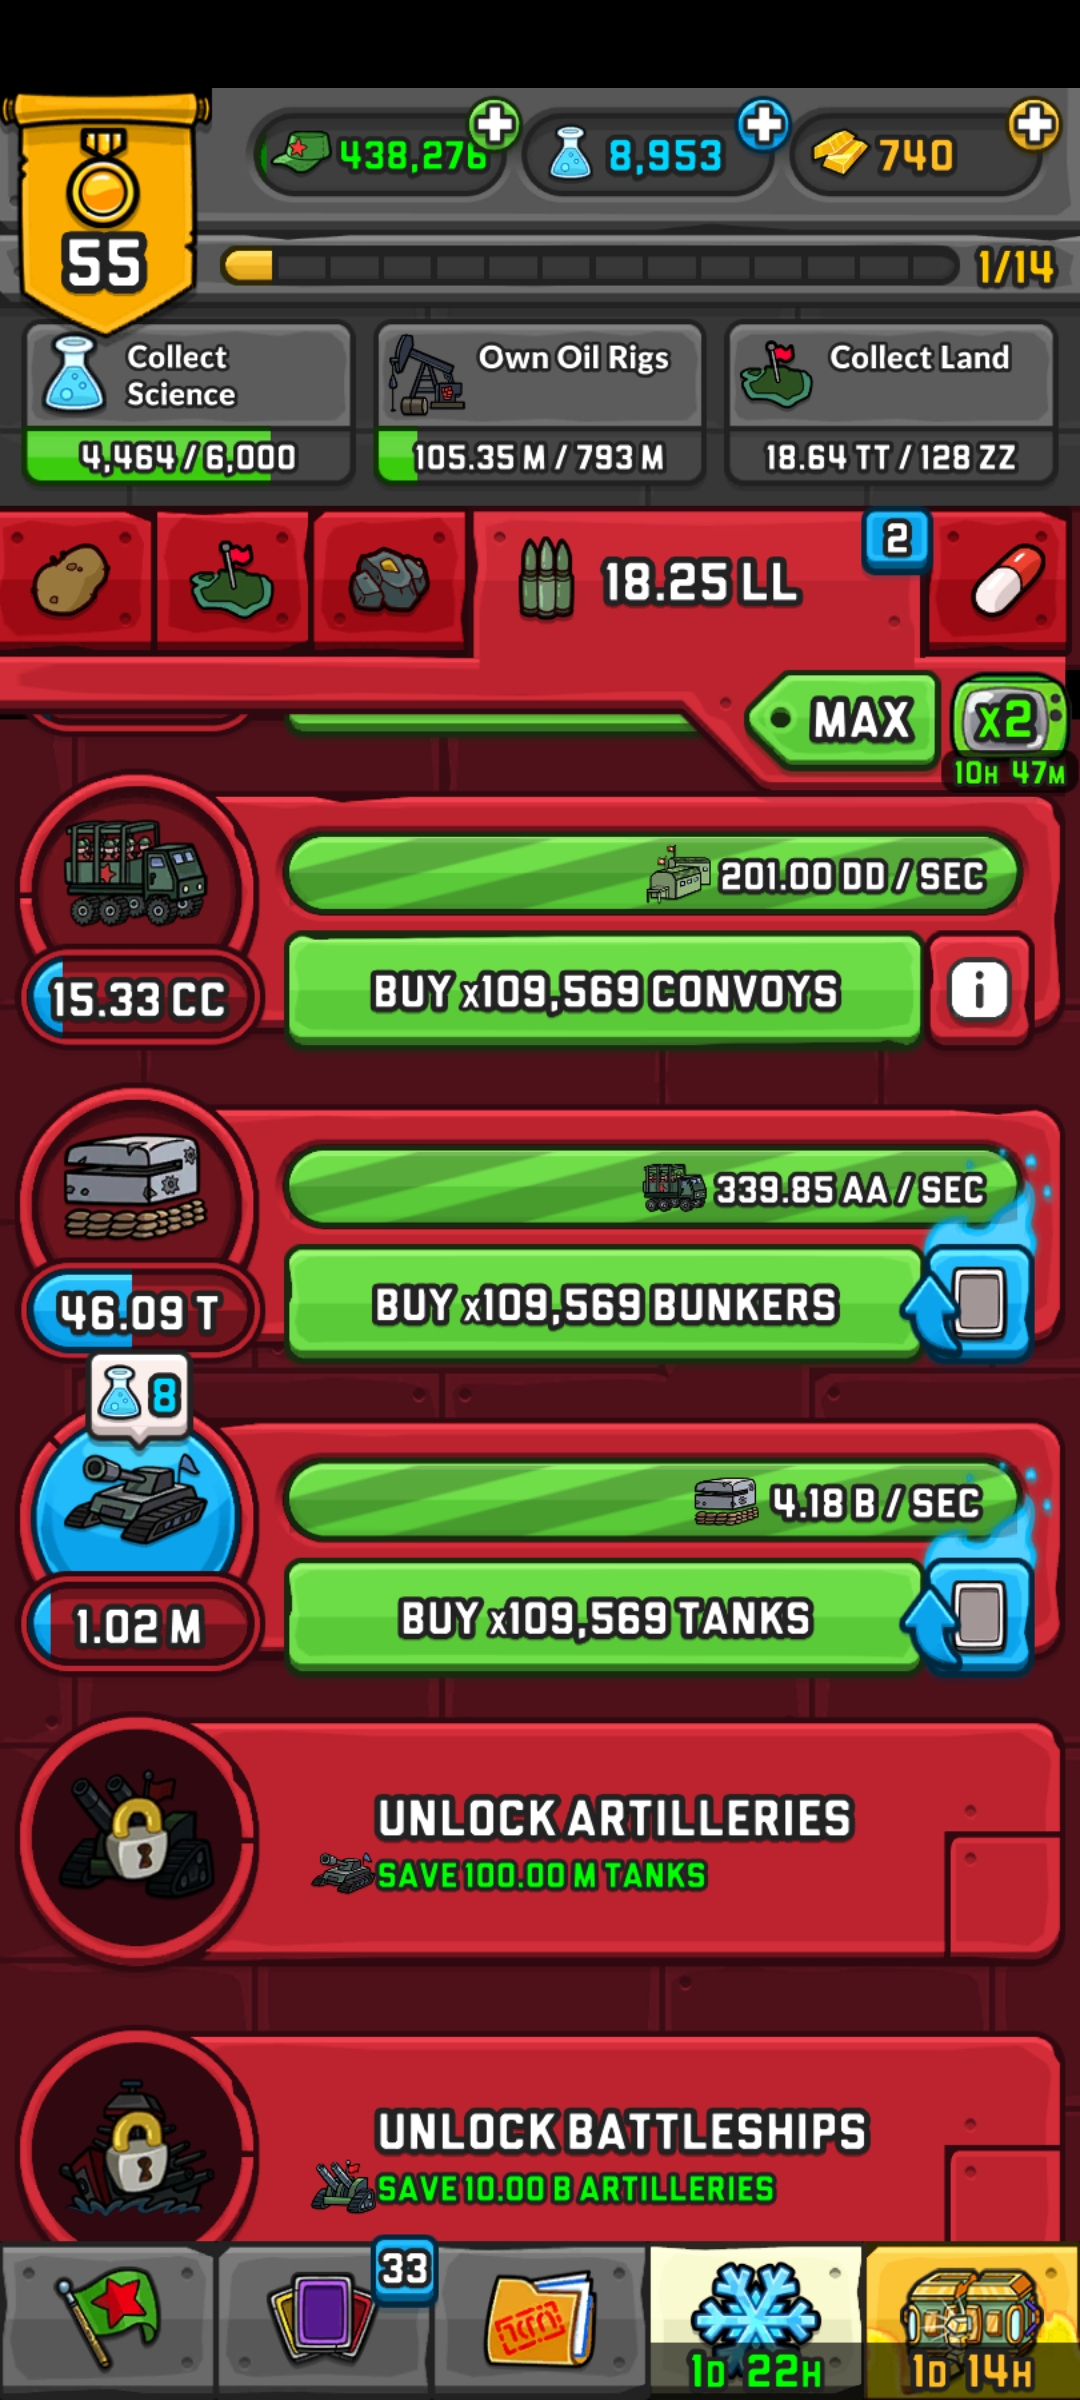 438,276
8,953
740
55
1/14
Collect
Science
4,464/6,000
Own Oil Rigs
105.35 M / 793 M
Collect Land
18.64 TT / 128 ZZ
18.25 LL
2
MAX
x2
10H 47M
201.00 DD / SEC
15.33 CC
BUY x109,569 CONVOYS
i
339.85 AA / SEC
46.09 T
BUY x109,569 BUNKERS
8
4.18 B / SEC
1.02 M
BUY x109,569 TANKS
UNLOCK ARTILLERIES
SAVE 100.00 M TANKS
UNLOCK BATTLESHIPS
SAVE 10.00 B ARTILLERIES
33
1D 22H
1D 14H